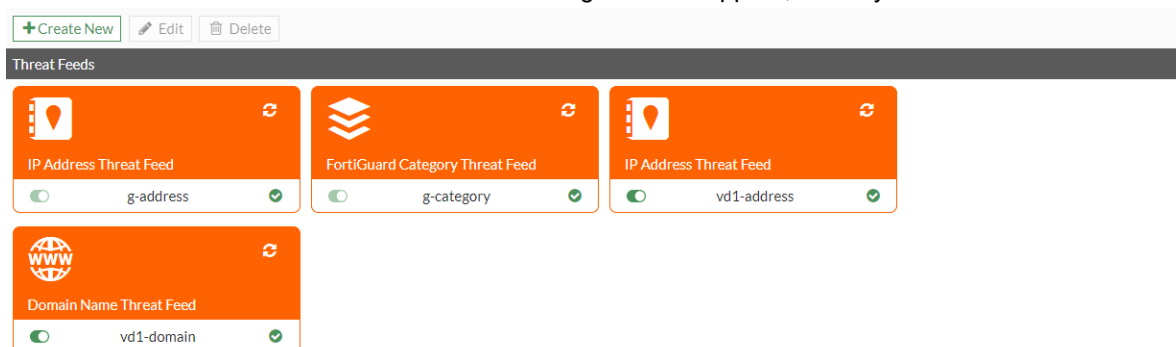 +Create New Edit Delete
Threat Feeds
IP Address Threat Feed
g-address
FortiGuard Category Threat Feed
g-category
IP Address Threat Feed
vd1-address
www
Domain Name Threat Feed
vd1-domain